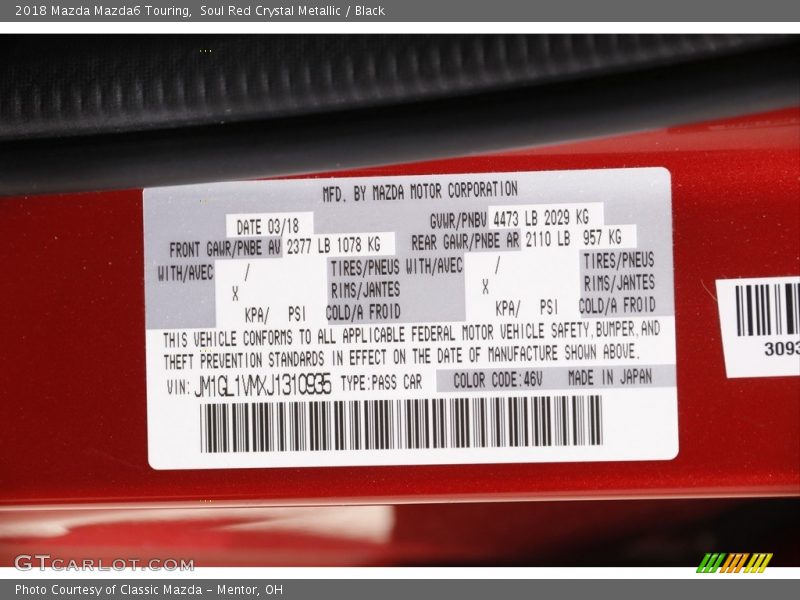 2018 Mazda Mazda6 Touring, Soul Red Crystal Metallic / Black
MFD. BY MAZDA MOTOR CORPORATION
DATE 03/18 GVWR/PNBV 4473 LB 2029 KG
FRONT GAWR/PNBE AV 2377 LB 1078 KG REAR GAWR/PNBE AR 2110 LB 957 KG
WITH/AVEC / TIRES/PNEUS WITH/AVEC / TIRES/PNEUS
X RIMS/JANTES X RIMS/JANTES
KPA/ PSI COLD/A FROID KPA/ PSI COLD/A FROID
THIS VEHICLE CONFORMS TO ALL APPLICABLE FEDERAL MOTOR VEHICLE SAFETY, BUMPER, AND
THEFT PREVENTION STANDARDS IN EFFECT ON THE DATE OF MANUFACTURE SHOWN ABOVE.
VIN: JM1GL1VMXJ1310935 TYPE:PASS CAR COLOR CODE:46V MADE IN JAPAN
3093
GTCARLOT.COM
Photo Courtesy of Classic Mazda - Mentor, OH